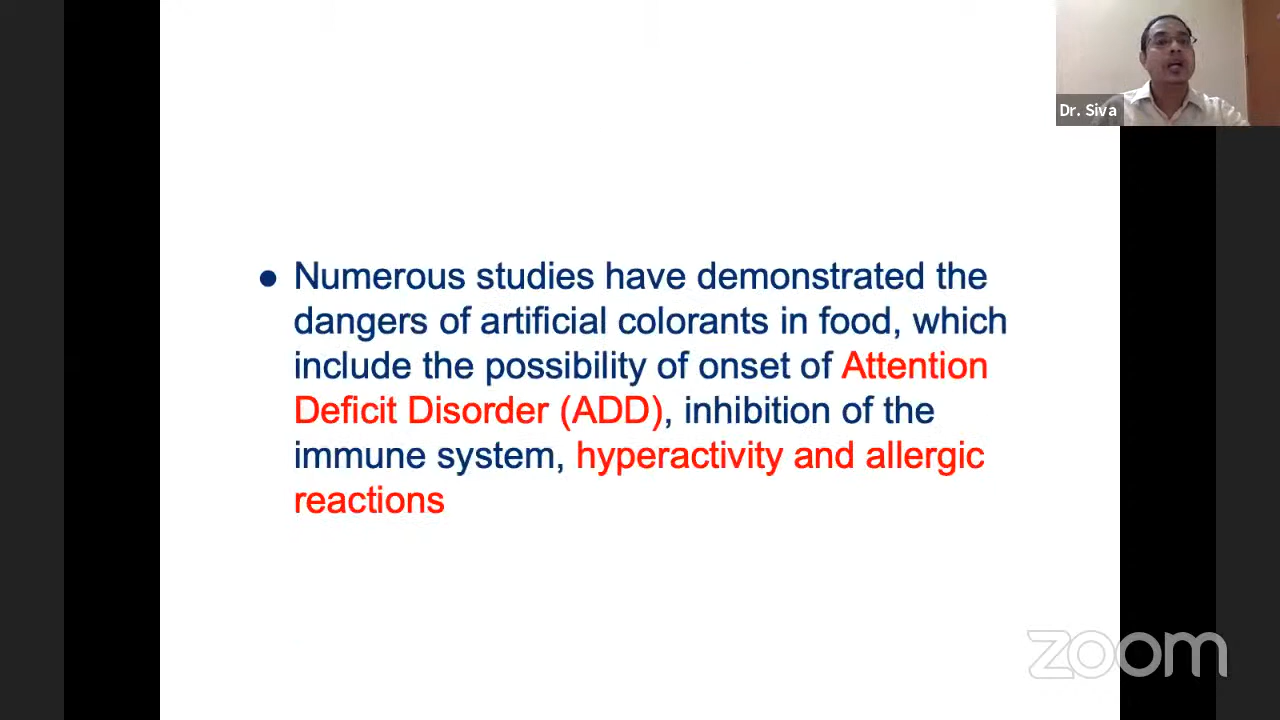 Dr. Siva
● Numerous studies have demonstrated the
dangers of artificial colorants in food, which
include the possibility of onset of Attention
Deficit Disorder (ADD), inhibition of the
immune system, hyperactivity and allergic
reactions
zoom